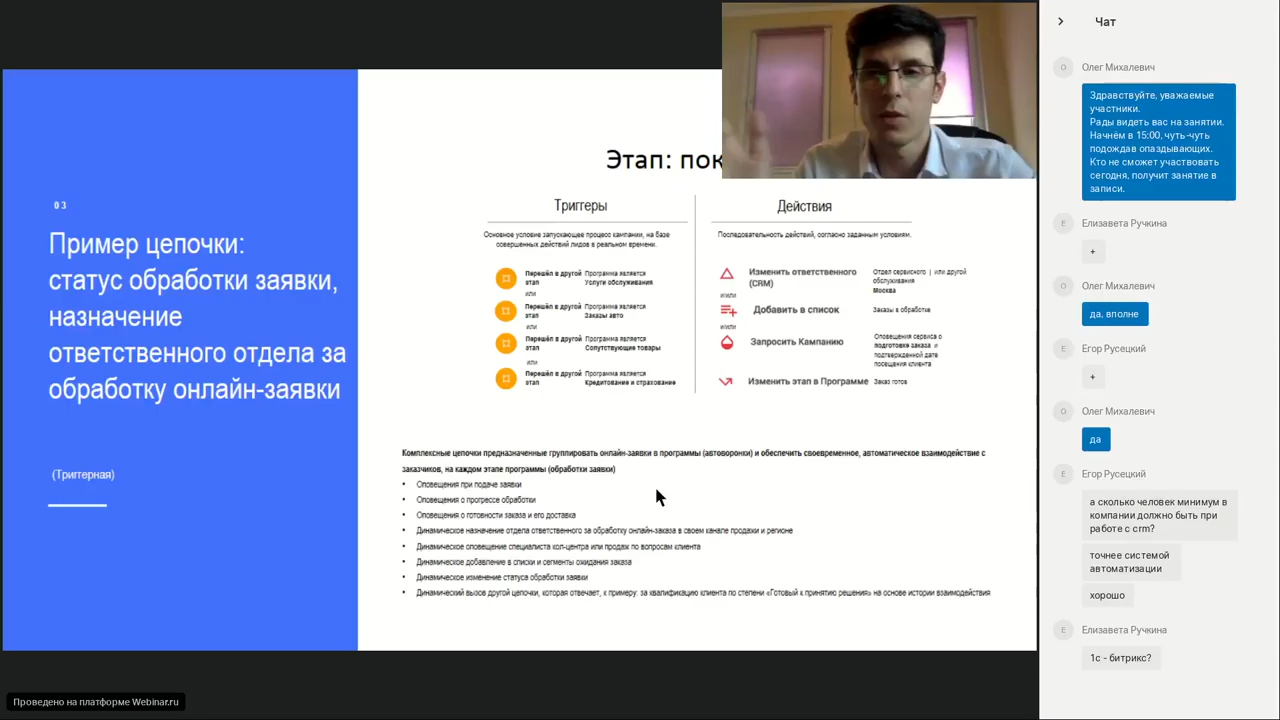 03
Пример цепочки:
статус обработки заявки,
назначение
ответственного отдела за
обработку онлайн-заявки
(Триггерная)
Этап: пок
Триггеры
Основное условие запускающее процесс кампании, на базе
совершенных действий лидов в реальном времени.
Перешёл в другой этап Программа является Услуги обслуживания
или
Перешёл в другой этап Программа является Заказы авто
или
Перешёл в другой этап Программа является Сопутствующие товары
или
Перешёл в другой этап Программа является Кредитование и страхование
Действия
Последовательность действий, согласно заданным условиям.
Изменить ответственного (CRM) Отдел сервисного обслуживания | или другой Москва
и\или
Добавить в список Заказы в обработке
и\или
Запросить Кампанию Оповещения сервиса о подготовке заказа и подтвержденной дате посещения клиента
Изменить этап в Программе Заказ готов
Комплексные цепочки предназначенные группировать онлайн-заявки в программы (автоворонки) и обеспечить своевременное, автоматическое взаимодействие с
заказчиков, на каждом этапе программы (обработки заявки)
• Оповещения при подаче заявки
• Оповещения о прогрессе обработки
• Оповещения о готовности заказа и его доставка
• Динамическое назначение отдела ответственного за обработку онлайн-заказа в своем канале продажи и регионе
• Динамическое оповещение специалиста кол-центра или продаж по вопросам клиента
• Динамическое добавление в списки и сегменты ожидания заказа
• Динамическое изменение статуса обработки заявки
• Динамический вызов другой цепочки, которая отвечает, к примеру: за квалификацию клиента по степени «Готовый к принятию решения» на основе истории взаимодействия
Проведено на платформе Webinar.ru
Чат
О
Олег Михалевич
Здравствуйте, уважаемые
участники.
Рады видеть вас на занятии.
Начнём в 15:00, чуть-чуть
подождав опаздывающих.
Кто не сможет участвовать
сегодня, получит занятие в
записи.
Е
Елизавета Ручкина
+
О
Олег Михалевич
да, вполне
Е
Егор Русецкий
+
О
Олег Михалевич
да
Е
Егор Русецкий
а сколько человек минимум в
компании должно быть при
работе с crm?
точнее системой
автоматизации
хорошо
Е
Елизавета Ручкина
1с - битрикс?